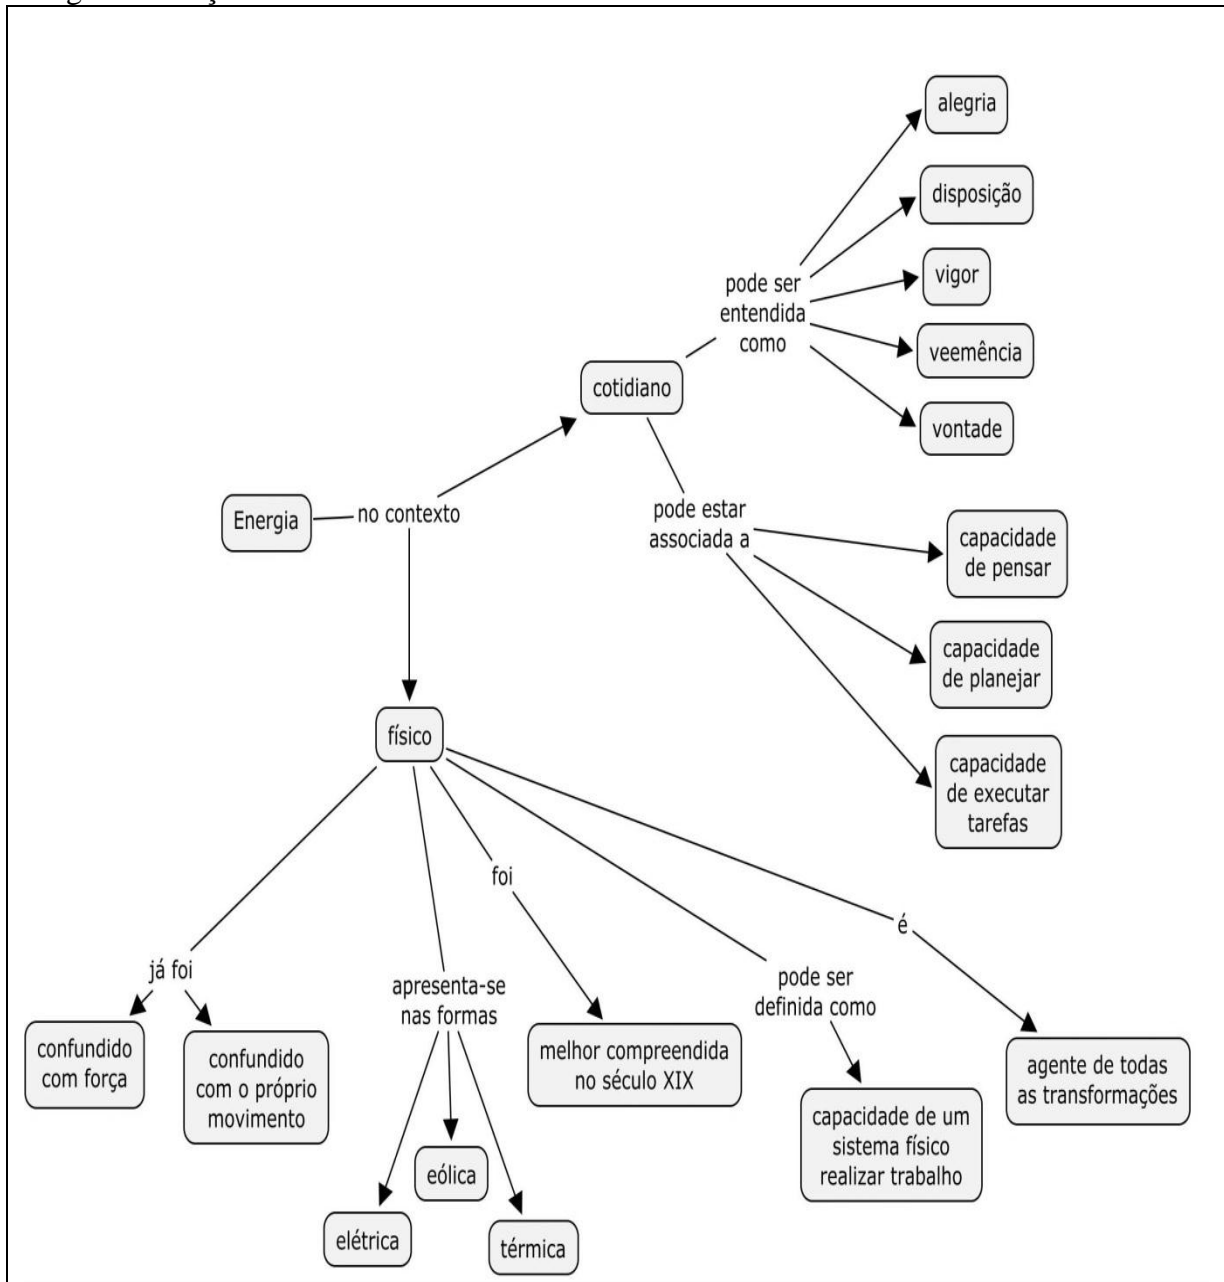 alegria
disposição
vigor
veemência
vontade
pode ser
entendida
como
cotidiano
Energia
no contexto
pode estar
associada a
capacidade
de pensar
capacidade
de planejar
capacidade
de executar
tarefas
físico
foi
é
já foi
apresenta-se
nas formas
pode ser
definida como
confundido
com força
confundido
com o próprio
movimento
melhor compreendida
no século XIX
capacidade de um
sistema físico
realizar trabalho
agente de todas
as transformações
elétrica
eólica
térmica